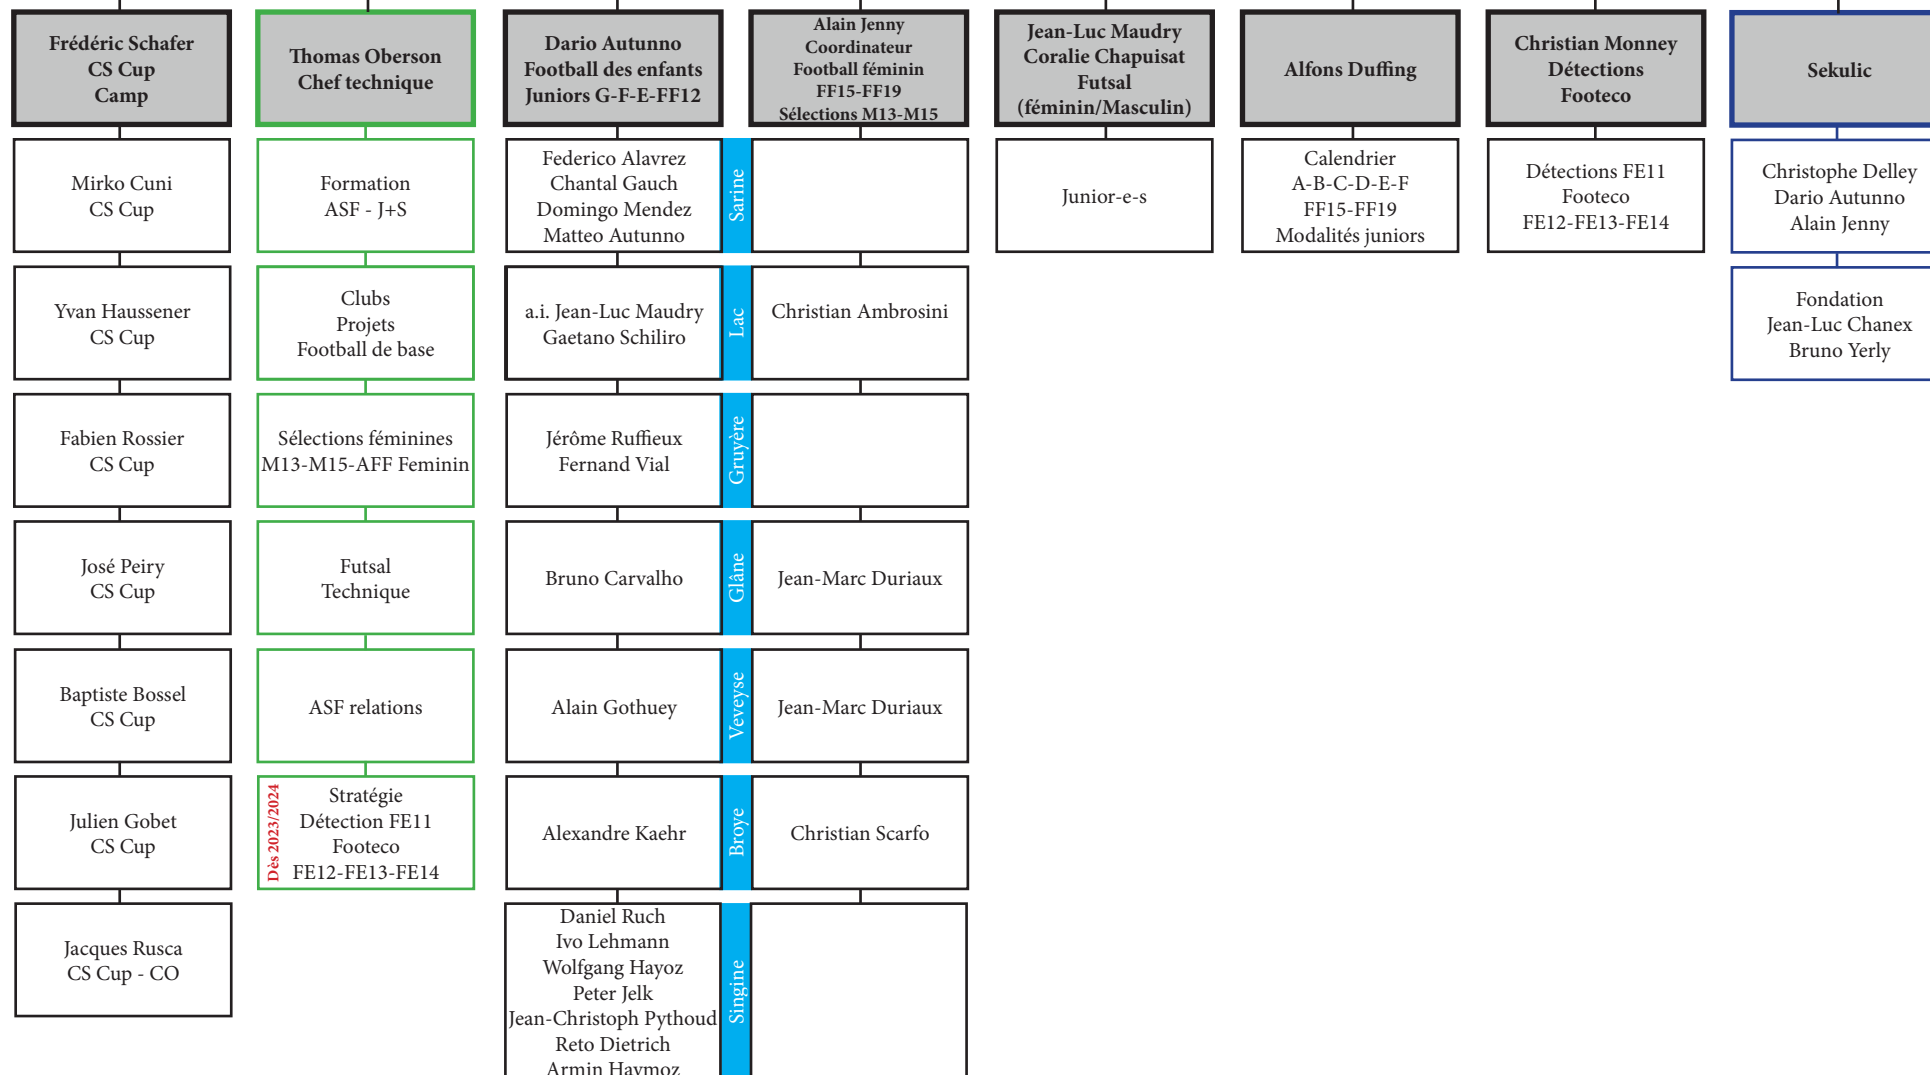 Frédéric Schafer
CS Cup
Camp
Mirko Cuni
CS Cup
Yvan Haussener
CS Cup
Fabien Rossier
CS Cup
José Peiry
CS Cup
Baptiste Bossel
CS Cup
Julien Gobet
CS Cup
Jacques Rusca
CS Cup - CO
Thomas Oberson
Chef technique
Formation
ASF - J+S
Clubs
Projets
Football de base
Sélections féminines
M13-M15-AFF Feminin
Futsal
Technique
ASF relations
Dès 2023/2024
Stratégie
Détection FE11
Footeco
FE12-FE13-FE14
Dario Autunno
Football des enfants
Juniors G-F-E-FF12
Federico Alavrez
Chantal Gauch
Domingo Mendez
Matteo Autunno
a.i. Jean-Luc Maudry
Gaetano Schiliro
Jérôme Ruffieux
Fernand Vial
Bruno Carvalho
Alain Gothuey
Alexandre Kaehr
Daniel Ruch
Ivo Lehmann
Wolfgang Hayoz
Peter Jelk
Jean-Christoph Pythoud
Reto Dietrich
Armin Haymoz
Sarine
Lac
Gruyère
Glâne
Veveyse
Broye
Singine
Alain Jenny
Coordinateur
Football féminin
FF15-FF19
Sélections M13-M15
Christian Ambrosini
Jean-Marc Duriaux
Jean-Marc Duriaux
Christian Scarfo
Jean-Luc Maudry
Coralie Chapuisat
Futsal
(féminin/Masculin)
Junior-e-s
Alfons Duffing
Calendrier
A-B-C-D-E-F
FF15-FF19
Modalités juniors
Christian Monney
Détections
Footeco
Détections FE11
Footeco
FE12-FE13-FE14
Sekulic
Christophe Delley
Dario Autunno
Alain Jenny
Fondation
Jean-Luc Chanex
Bruno Yerly